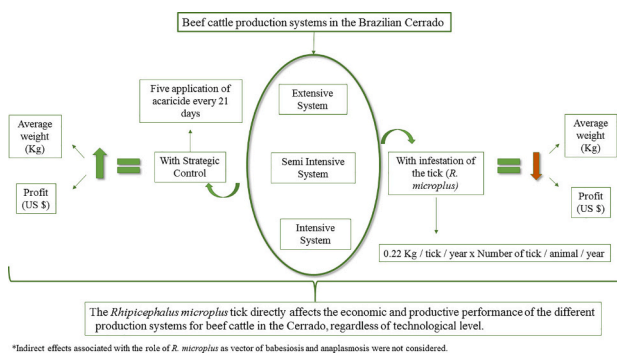 Beef cattle production systems in the Brazilian Cerrado
Five application of
acaricide every 21
days
Extensive
System
Average
weight
(Kg)
Profit
(US $)
With Strategic
Control
Semi Intensive
System
With infestation of
the tick (R.
microplus)
Average
weight
(Kg)
Profit
(US $)
Intensive
System
0.22 Kg / tick / year x Number of tick / animal / year
The Rhipicephalus microplus tick directly affects the economic and productive performance of the different
production systems for beef cattle in the Cerrado, regardless of technological level.
*Indirect effects associated with the role of R. microplus as vector of babesiosis and anaplasmosis were not considered.